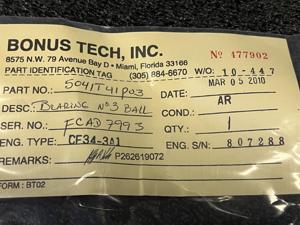 BONUS TECH, INC.
8575 N.W. 79 Avenue Bay D • Miami, Florida 33166
Nº 477902
PART IDENTIFICATION TAG (305) 884-6670 W/O: 10-447
PART NO.: 5041T41P03 DATE: MAR 05 2010
DESC: BEARING Nº3 BALL COND.: AR
SER. NO.: FCAD7993 QTY.: 1
ENG. TYPE: CF34-3A1 ENG. S/N: 807288
REMARKS: P262619072
FORM: BT02